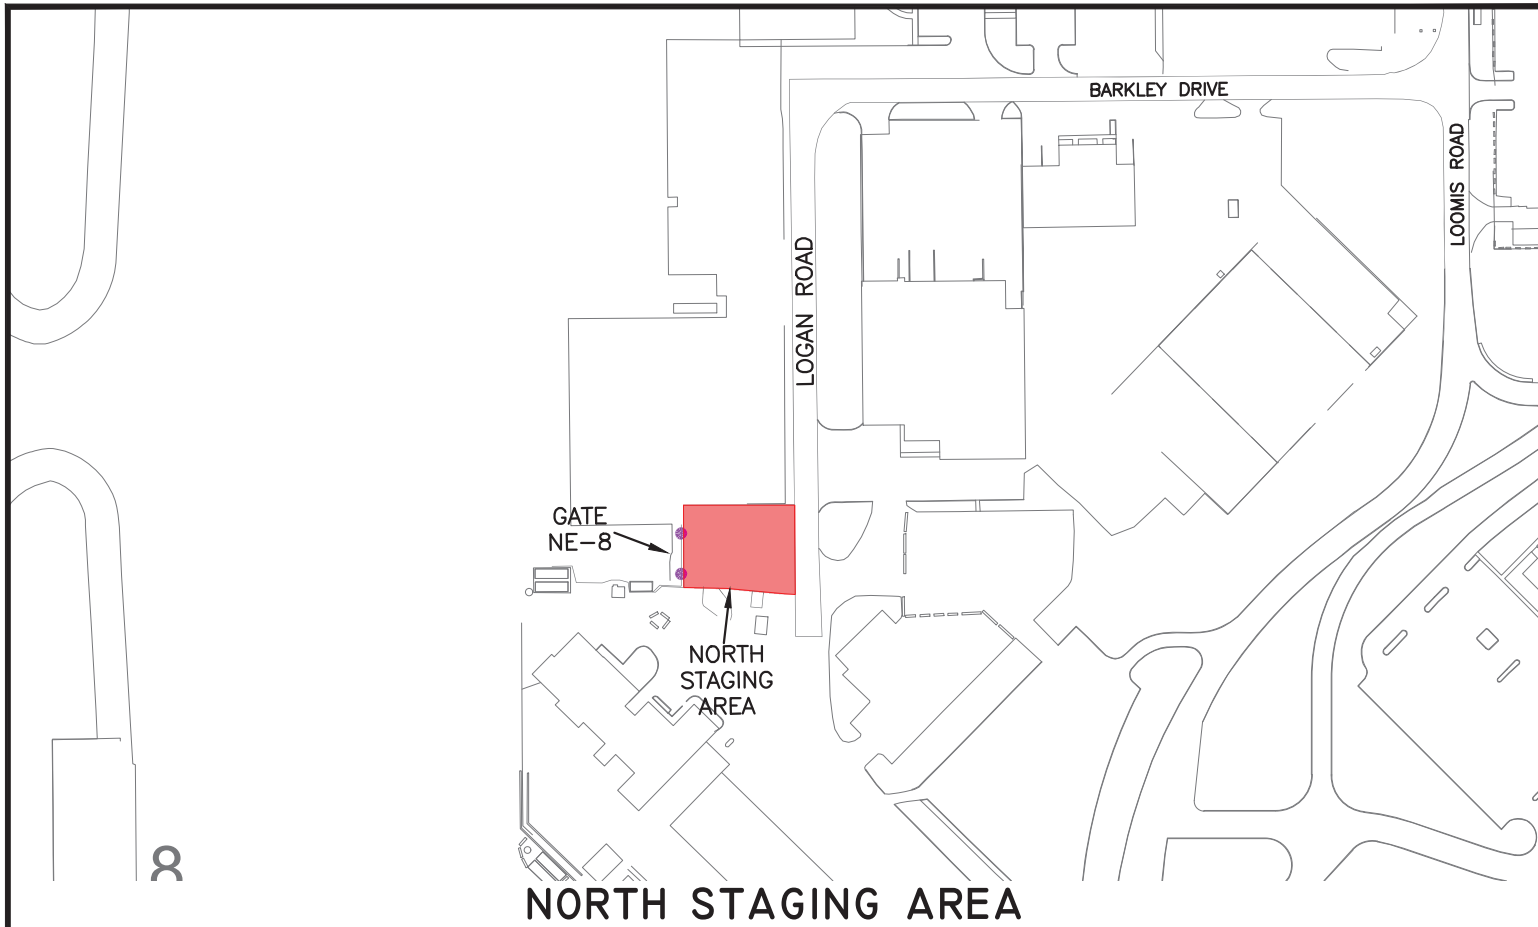 BARKLEY DRIVE
LOOMIS ROAD
LOGAN ROAD
GATE
NE-8
NORTH
STAGING
AREA
8
NORTH STAGING AREA